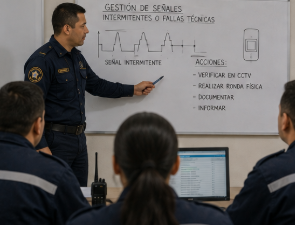 GESTIÓN DE SEÑALES
INTERMITENTES O FALLAS TÉCNICAS
SEÑAL INTERMITENTE
ACCIONES:
- VERIFICAR EN CCTV
- REALIZAR RONDA FÍSICA
- DOCUMENTAR
- INFORMAR